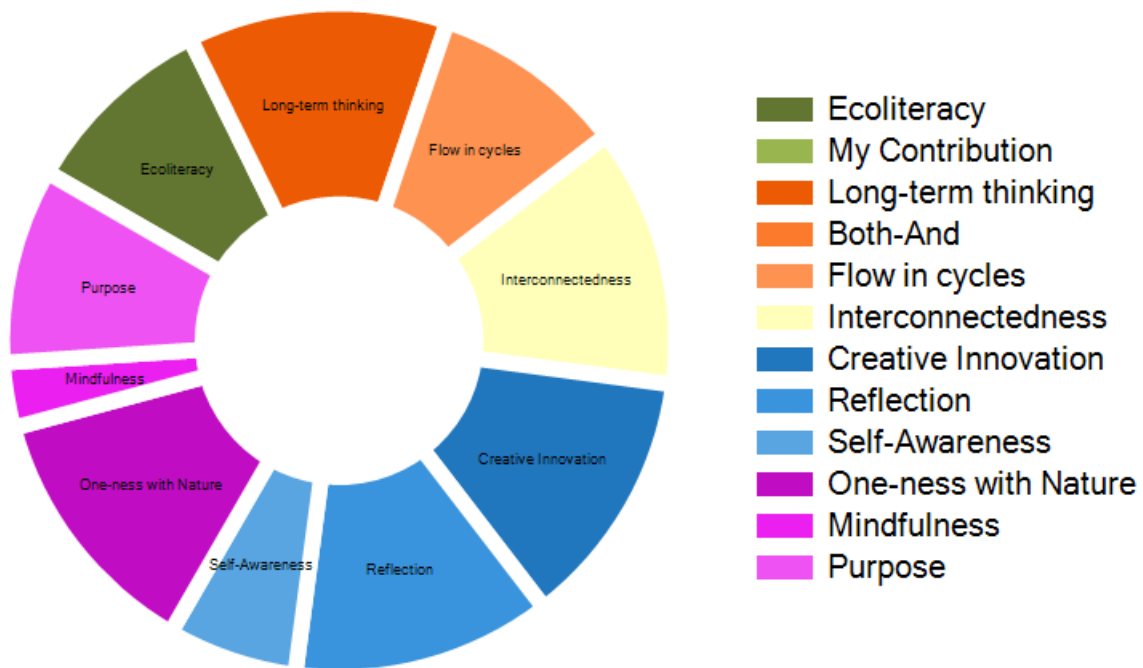 Long-term thinking
Flow in cycles
Ecoliteracy
Interconnectedness
Purpose
Mindfulness
Creative Innovation
One-ness with Nature
Self-Awareness
Reflection
Ecoliteracy
My Contribution
Long-term thinking
Both-And
Flow in cycles
Interconnectedness
Creative Innovation
Reflection
Self-Awareness
One-ness with Nature
Mindfulness
Purpose